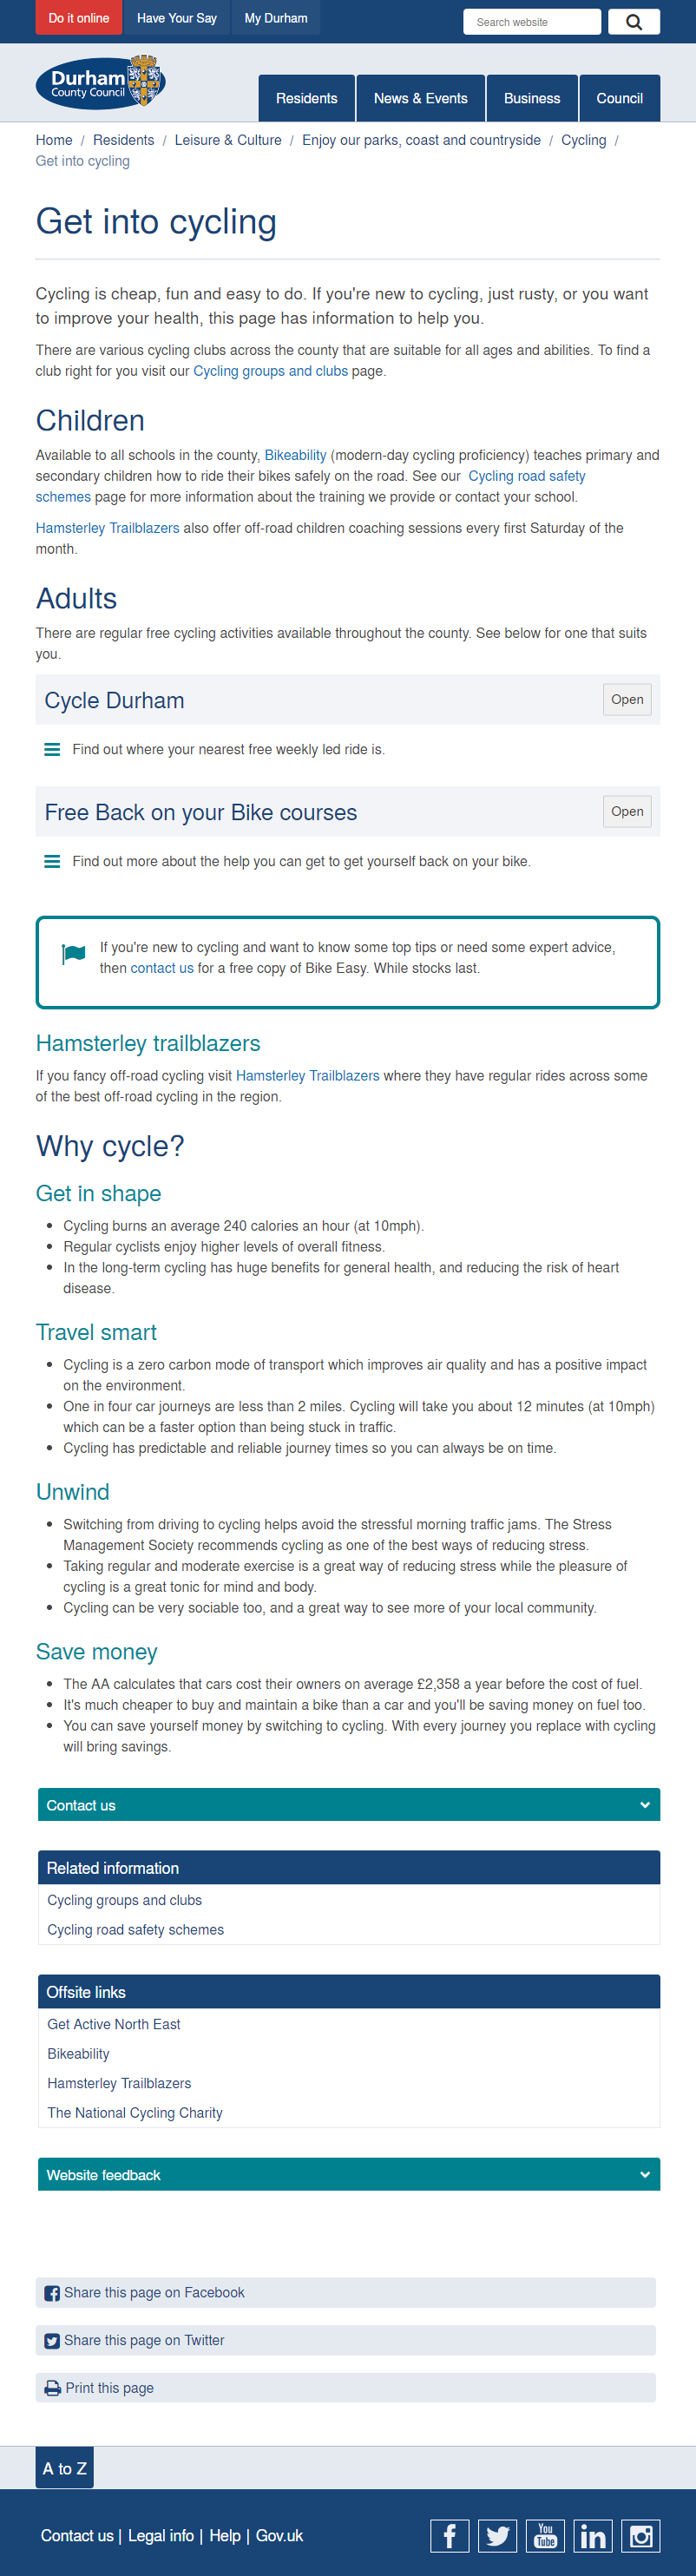 Do it online
Have Your Say
My Durham
Search website
Durham
County Council
Residents
News & Events
Business
Council
Home / Residents / Leisure & Culture / Enjoy our parks, coast and countryside / Cycling /
Get into cycling
Get into cycling
Cycling is cheap, fun and easy to do. If you're new to cycling, just rusty, or you want
to improve your health, this page has information to help you.
There are various cycling clubs across the county that are suitable for all ages and abilities. To find a
club right for you visit our Cycling groups and clubs page.
Children
Available to all schools in the county, Bikeability (modern-day cycling proficiency) teaches primary and
secondary children how to ride their bikes safely on the road. See our Cycling road safety
schemes page for more information about the training we provide or contact your school.
Hamsterley Trailblazers also offer off-road children coaching sessions every first Saturday of the
month.
Adults
There are regular free cycling activities available throughout the county. See below for one that suits
you.
Cycle Durham
Open
Find out where your nearest free weekly led ride is.
Free Back on your Bike courses
Open
Find out more about the help you can get to get yourself back on your bike.
If you're new to cycling and want to know some top tips or need some expert advice,
then contact us for a free copy of Bike Easy. While stocks last.
Hamsterley trailblazers
If you fancy off-road cycling visit Hamsterley Trailblazers where they have regular rides across some
of the best off-road cycling in the region.
Why cycle?
Get in shape
• Cycling burns an average 240 calories an hour (at 10mph).
• Regular cyclists enjoy higher levels of overall fitness.
• In the long-term cycling has huge benefits for general health, and reducing the risk of heart
disease.
Travel smart
• Cycling is a zero carbon mode of transport which improves air quality and has a positive impact
on the environment.
• One in four car journeys are less than 2 miles. Cycling will take you about 12 minutes (at 10mph)
which can be a faster option than being stuck in traffic.
• Cycling has predictable and reliable journey times so you can always be on time.
Unwind
• Switching from driving to cycling helps avoid the stressful morning traffic jams. The Stress
Management Society recommends cycling as one of the best ways of reducing stress.
• Taking regular and moderate exercise is a great way of reducing stress while the pleasure of
cycling is a great tonic for mind and body.
• Cycling can be very sociable too, and a great way to see more of your local community.
Save money
• The AA calculates that cars cost their owners on average £2,358 a year before the cost of fuel.
• It's much cheaper to buy and maintain a bike than a car and you'll be saving money on fuel too.
• You can save yourself money by switching to cycling. With every journey you replace with cycling
will bring savings.
Contact us
Related information
Cycling groups and clubs
Cycling road safety schemes
Offsite links
Get Active North East
Bikeability
Hamsterley Trailblazers
The National Cycling Charity
Website feedback
Share this page on Facebook
Share this page on Twitter
Print this page
A to Z
Contact us | Legal info | Help | Gov.uk
You
Tube